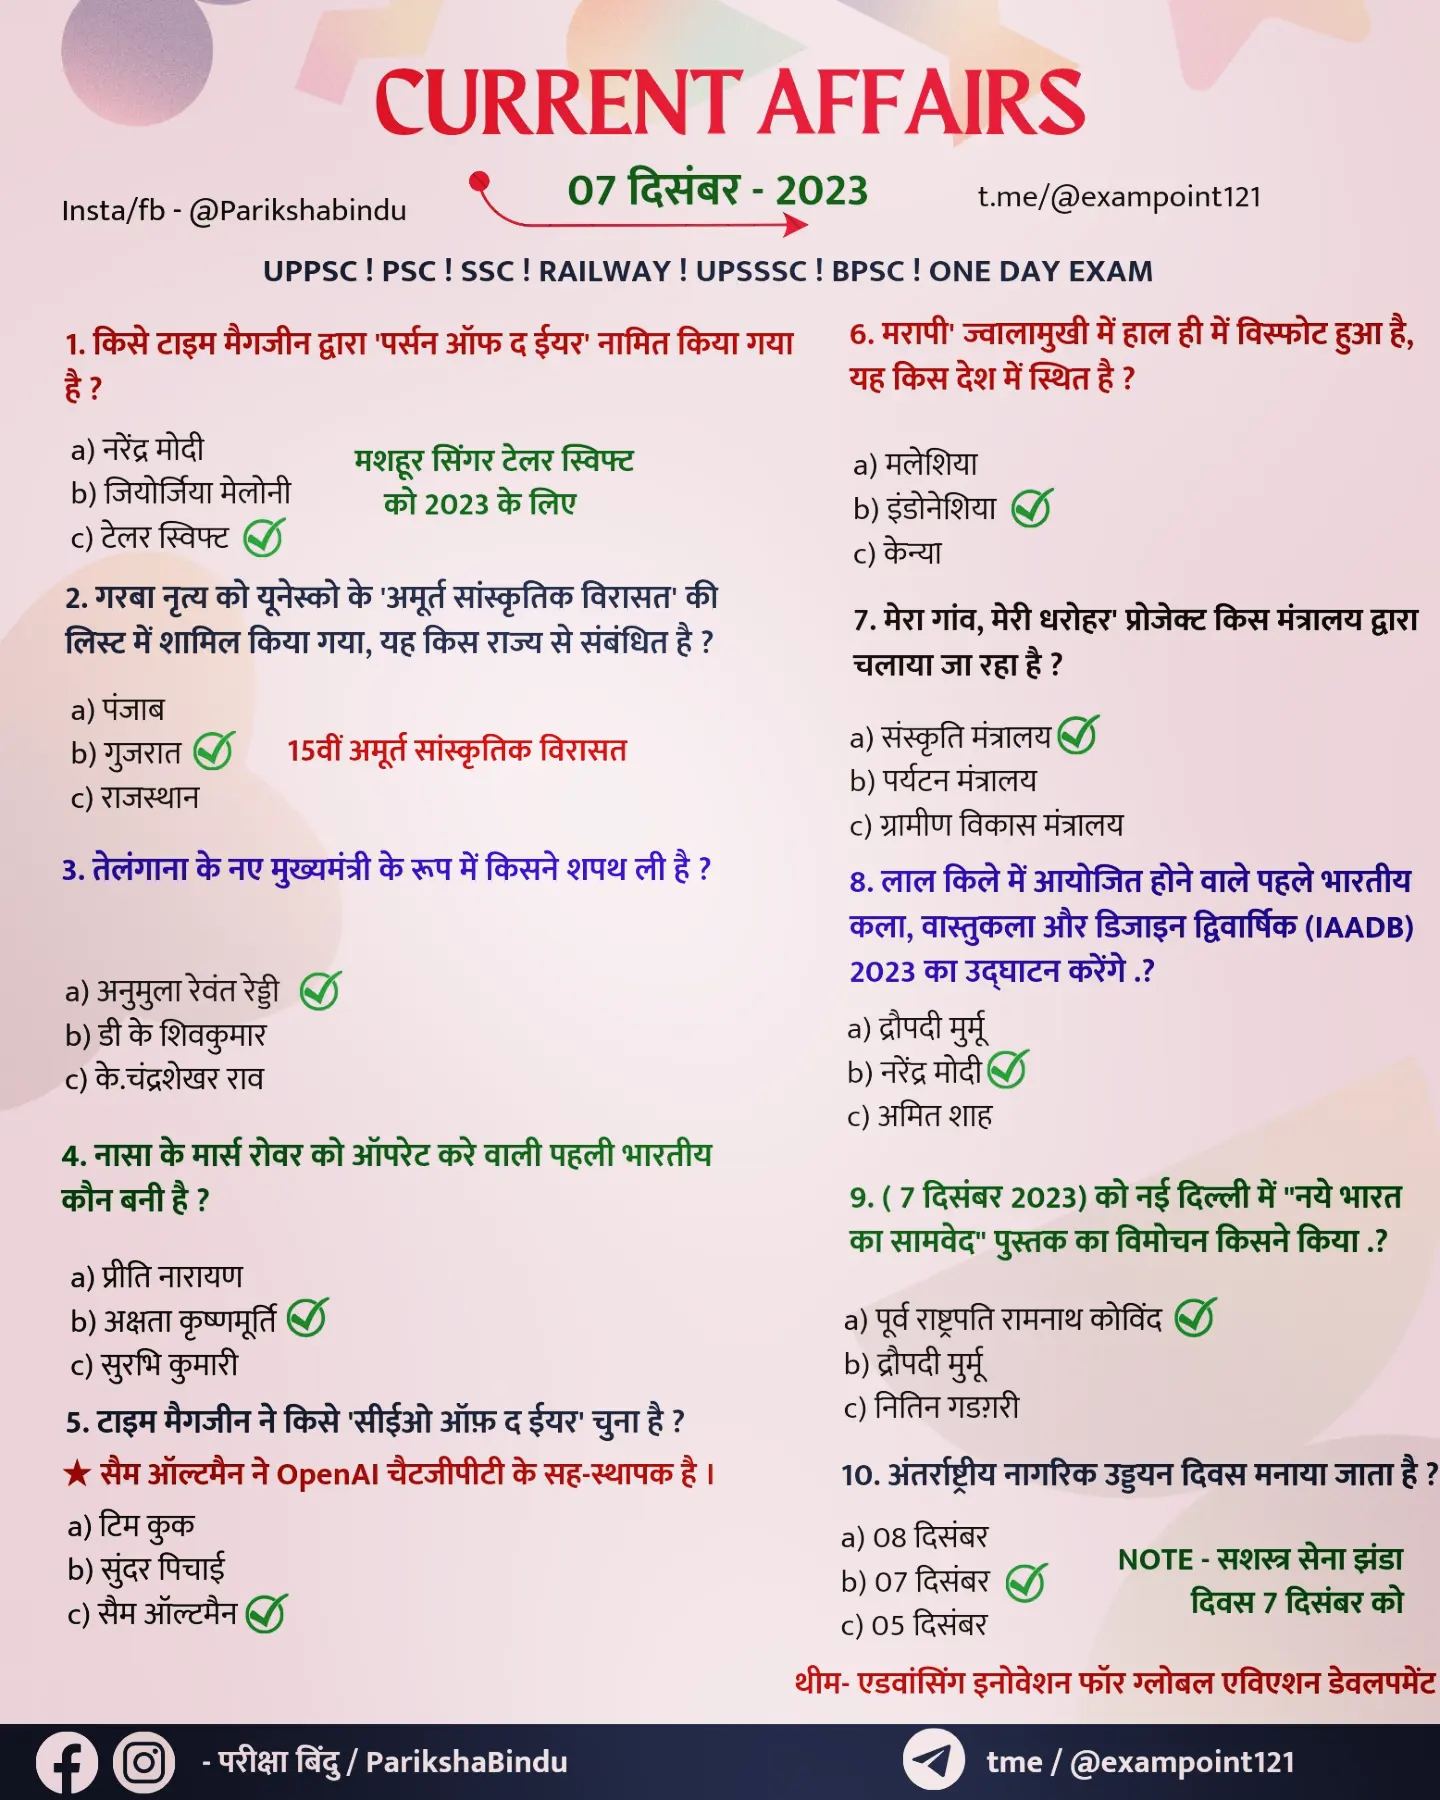 CURRENT AFFAIRS
07 दिसंबर - 2023
Insta/fb - @Parikshabindu
t.me/@exampoint121
UPPSC ! PSC ! SSC ! RAILWAY ! UPSSSC ! BPSC ! ONE DAY EXAM
1. किसे टाइम मैगजीन द्वारा 'पर्सन ऑफ द ईयर' नामित किया गया
है ?
a) नरेंद्र मोदी
b) जियोर्जिया मेलोनी
c) टेलर स्विफ्ट
मशहूर सिंगर टेलर स्विफ्ट
को 2023 के लिए
2. गरबा नृत्य को यूनेस्को के 'अमूर्त सांस्कृतिक विरासत' की
लिस्ट में शामिल किया गया, यह किस राज्य से संबंधित है ?
a) पंजाब
b) गुजरात
c) राजस्थान
15वीं अमूर्त सांस्कृतिक विरासत
3. तेलंगाना के नए मुख्यमंत्री के रूप में किसने शपथ ली है ?
a) अनुमुला रेवंत रेड्डी
b) डी के शिवकुमार
c) के.चंद्रशेखर राव
4. नासा के मार्स रोवर को ऑपरेट करे वाली पहली भारतीय
कौन बनी है ?
a) प्रीति नारायण
b) अक्षता कृष्णमूर्ति
c) सुरभि कुमारी
5. टाइम मैगजीन ने किसे 'सीईओ ऑफ़ द ईयर' चुना है ?
★ सैम ऑल्टमैन ने OpenAI चैटजीपीटी के सह-स्थापक है ।
a) टिम कुक
b) सुंदर पिचाई
c) सैम ऑल्टमैन
6. मरापी' ज्वालामुखी में हाल ही में विस्फोट हुआ है,
यह किस देश में स्थित है ?
a) मलेशिया
b) इंडोनेशिया
c) केन्या
7. मेरा गांव, मेरी धरोहर' प्रोजेक्ट किस मंत्रालय द्वारा
चलाया जा रहा है ?
a) संस्कृति मंत्रालय
b) पर्यटन मंत्रालय
c) ग्रामीण विकास मंत्रालय
8. लाल किले में आयोजित होने वाले पहले भारतीय
कला, वास्तुकला और डिजाइन द्विवार्षिक (IAADB)
2023 का उद्घाटन करेंगे .?
a) द्रौपदी मुर्मू
b) नरेंद्र मोदी
c) अमित शाह
9. ( 7 दिसंबर 2023) को नई दिल्ली में "नये भारत
का सामवेद" पुस्तक का विमोचन किसने किया .?
a) पूर्व राष्ट्रपति रामनाथ कोविंद
b) द्रौपदी मुर्मू
c) नितिन गडग़री
10. अंतर्राष्ट्रीय नागरिक उड्डयन दिवस मनाया जाता है ?
a) 08 दिसंबर
b) 07 दिसंबर
c) 05 दिसंबर
NOTE - सशस्त्र सेना झंडा
दिवस 7 दिसंबर को
थीम- एडवांसिंग इनोवेशन फॉर ग्लोबल एविएशन डेवलपमेंट
- परीक्षा बिंदु / ParikshaBindu
tme / @exampoint121